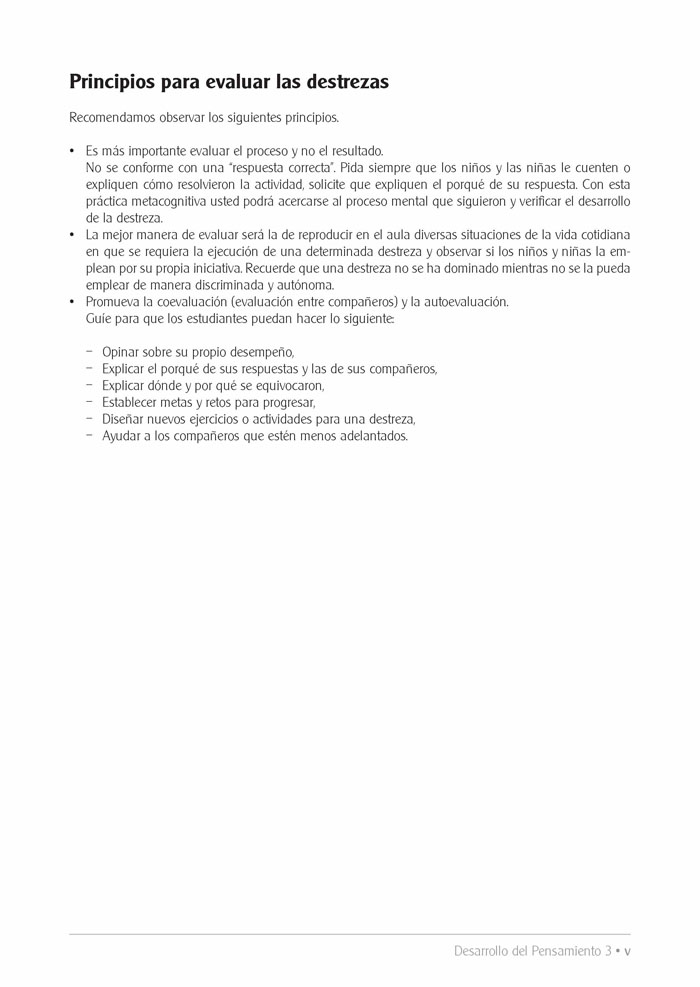 Principios para evaluar las destrezas
Recomendamos observar los siguientes principios.
• Es más importante evaluar el proceso y no el resultado.
No se conforme con una “respuesta correcta”. Pida siempre que los niños y las niñas le cuenten o
expliquen cómo resolvieron la actividad, solicite que expliquen el porqué de su respuesta. Con esta
práctica metacognitiva usted podrá acercarse al proceso mental que siguieron y verificar el desarrollo
de la destreza.
• La mejor manera de evaluar será la de reproducir en el aula diversas situaciones de la vida cotidiana
en que se requiera la ejecución de una determinada destreza y observar si los niños y niñas la em-
plean por su propia iniciativa. Recuerde que una destreza no se ha dominado mientras no se la pueda
emplear de manera discriminada y autónoma.
• Promueva la coevaluación (evaluación entre compañeros) y la autoevaluación.
Guíe para que los estudiantes puedan hacer lo siguiente:
– Opinar sobre su propio desempeño,
– Explicar el porqué de sus respuestas y las de sus compañeros,
– Explicar dónde y por qué se equivocaron,
– Establecer metas y retos para progresar,
– Diseñar nuevos ejercicios o actividades para una destreza,
– Ayudar a los compañeros que estén menos adelantados.
Desarrollo del Pensamiento 3 • v